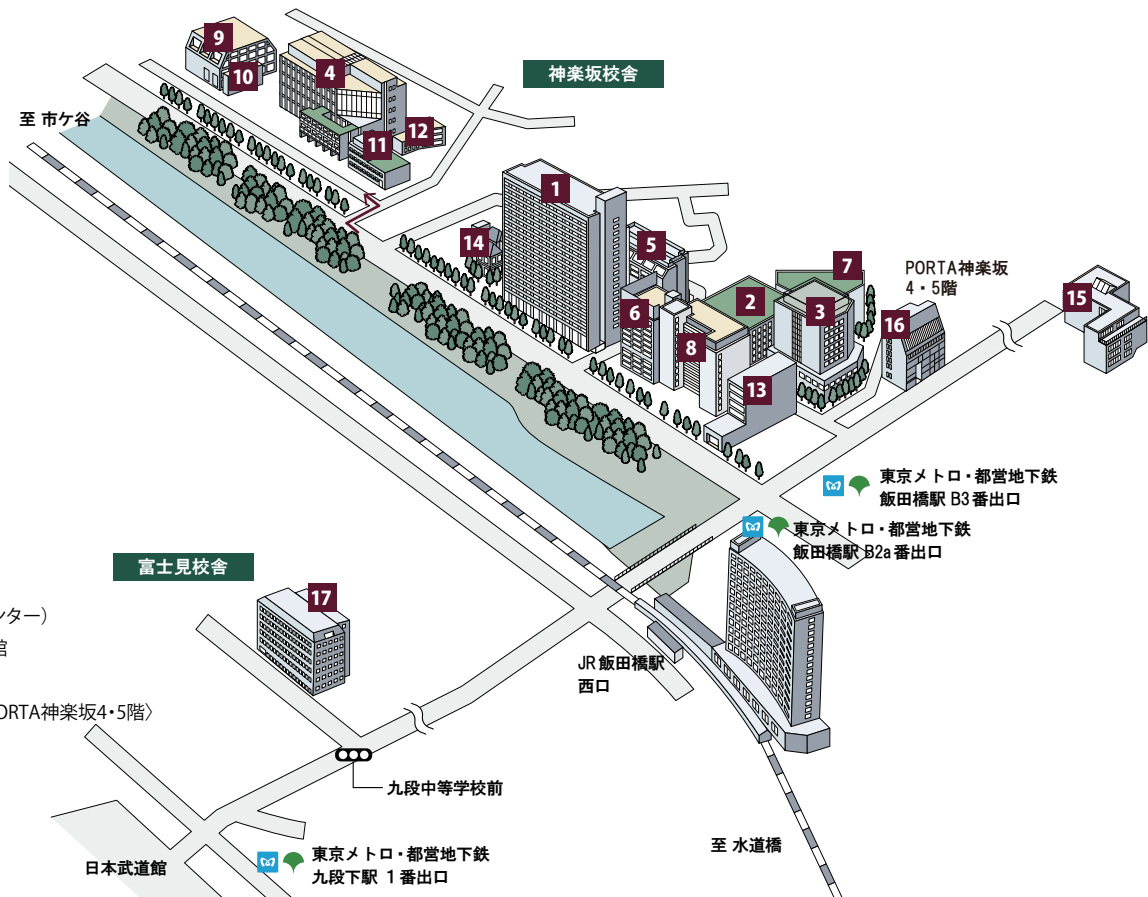 9
10
4
神楽坂校舎
至 市ケ谷
12
11
1
14
5
7
PORTA神楽坂
4・5階
2
3
15
6
16
8
13
東京メトロ・都営地下鉄
飯田橋駅 B3番出口
東京メトロ・都営地下鉄
飯田橋駅 B2a番出口
富士見校舎
17
ンター）
館
JR飯田橋駅
西口
ORTA神楽坂4・5階〉
九段中等学校前
至 水道橋
日本武道館
東京メトロ・都営地下鉄
九段下駅 1番出口